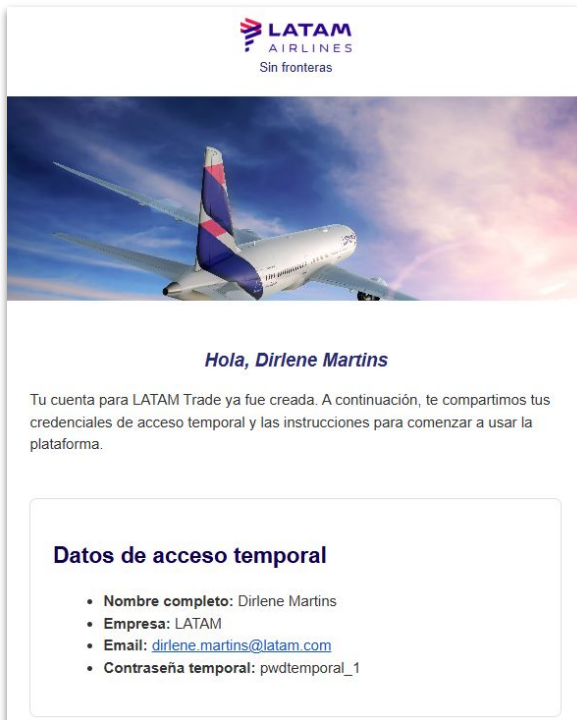 LATAM
AIRLINES
Sin fronteras
Hola, Dirlene Martins
Tu cuenta para LATAM Trade ya fue creada. A continuación, te compartimos tus
credenciales de acceso temporal y las instrucciones para comenzar a usar la
plataforma.
Datos de acceso temporal
• Nombre completo: Dirlene Martins
• Empresa: LATAM
• Email: dirlene.martins@latam.com
• Contraseña temporal: pwdtemporal_1